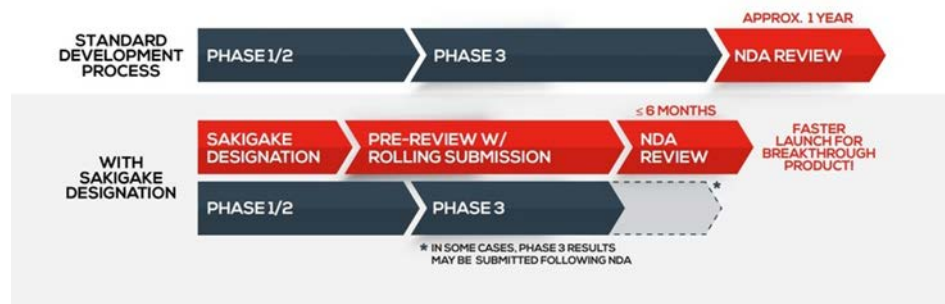 APPROX. 1 YEAR
STANDARD
DEVELOPMENT
PROCESS
PHASE 1/2
PHASE 3
NDA REVIEW
≤ 6 MONTHS
WITH
SAKIGAKE
DESIGNATION
SAKIGAKE
DESIGNATION
PRE-REVIEW W/
ROLLING SUBMISSION
NDA
REVIEW
FASTER
LAUNCH FOR
BREAKTHROUGH
PRODUCT!
PHASE 1/2
PHASE 3
*
* IN SOME CASES, PHASE 3 RESULTS
MAY BE SUBMITTED FOLLOWING NDA